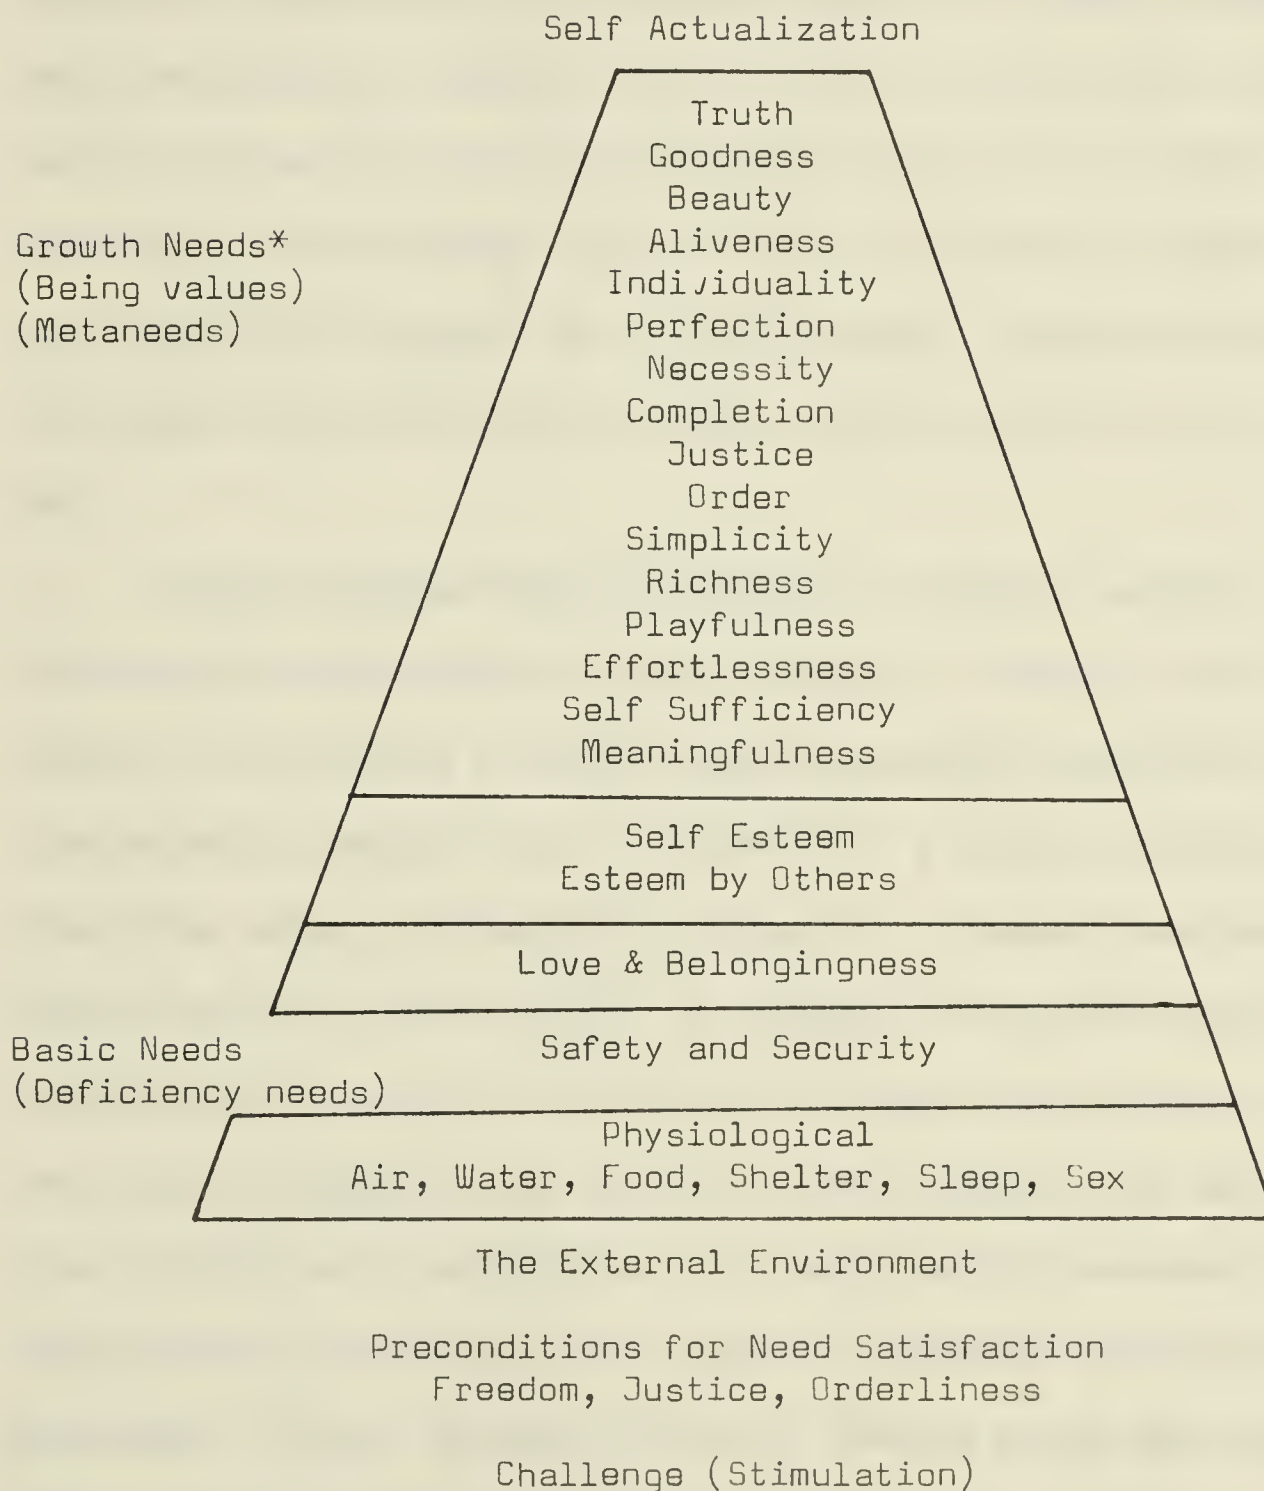 Self Actualization
Truth
Goodness
Beauty
Growth Needs*
Aliveness
(Being values)
Individuality
(Metaneeds)
Perfection
Necessity
Completion
Justice
Order
Simplicity
Richness
Playfulness
Effortlessness
Self Sufficiency
Meaningfulness
Self Esteem
Esteem by Others
Love & Belongingness
Basic Needs
Safety and Security
(Deficiency needs)
Physiological
Air, Water, Food, Shelter, Sleep, Sex
The External Environment
Preconditions for Need Satisfaction
Freedom, Justice, Orderliness
Challenge (Stimulation)